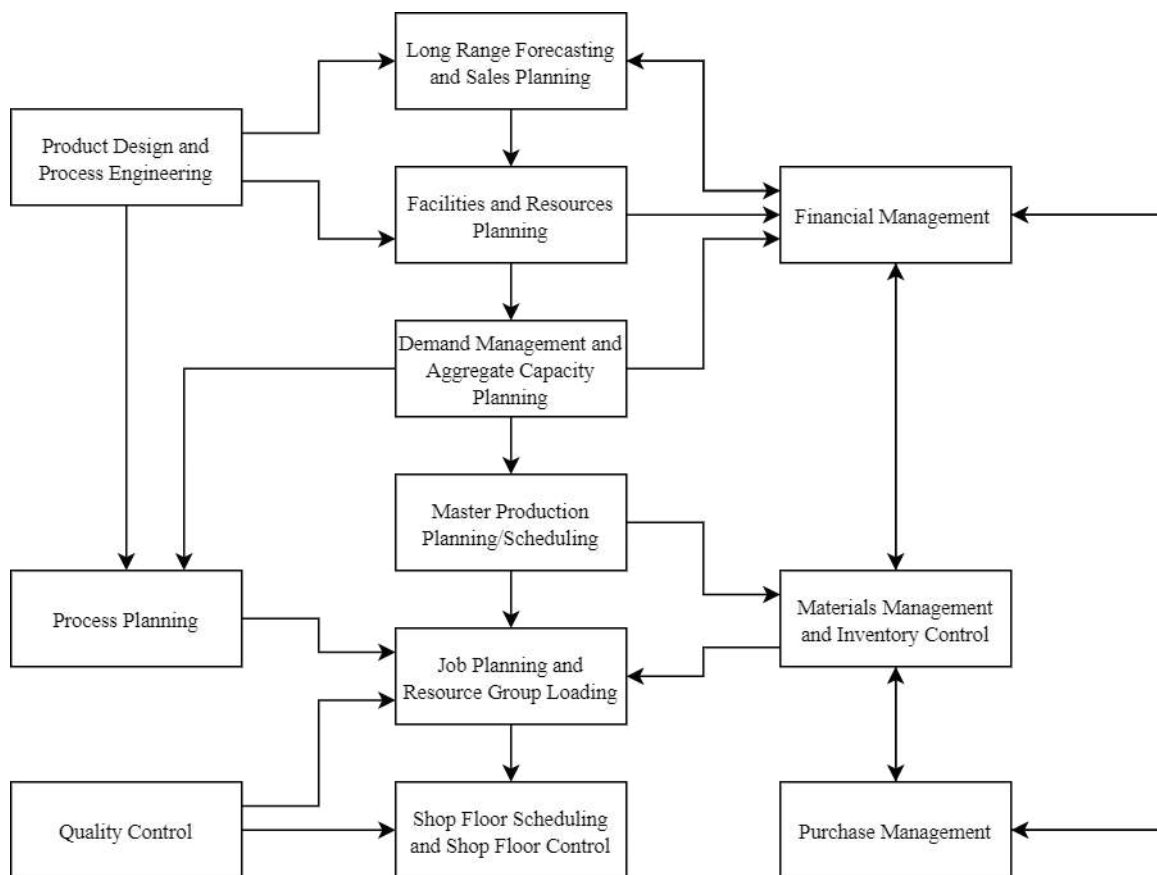 Long Range Forecasting
and Sales Planning
Product Design and
Process Engineering
Facilities and Resources
Planning
Financial Management
Demand Management and
Aggregate Capacity
Planning
Master Production
Planning/Scheduling
Process Planning
Materials Management
and Inventory Control
Job Planning and
Resource Group Loading
Quality Control
Shop Floor Scheduling
and Shop Floor Control
Purchase Management